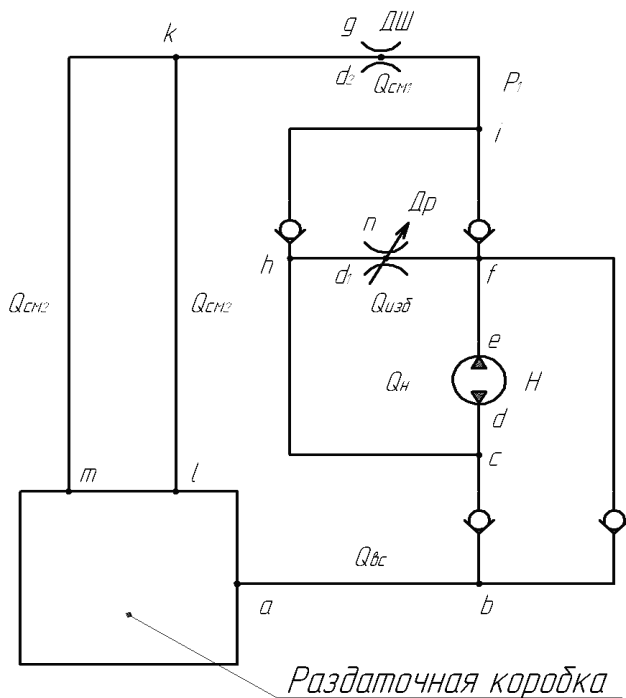 g ДШ
k
d₂ Qсм1
P₁
i
n Др
h
d₁
f
Qизб
Qсм2
Qсм2
e
Qн
H
d
c
m
l
Qвс
a
b
Раздаточная коробка